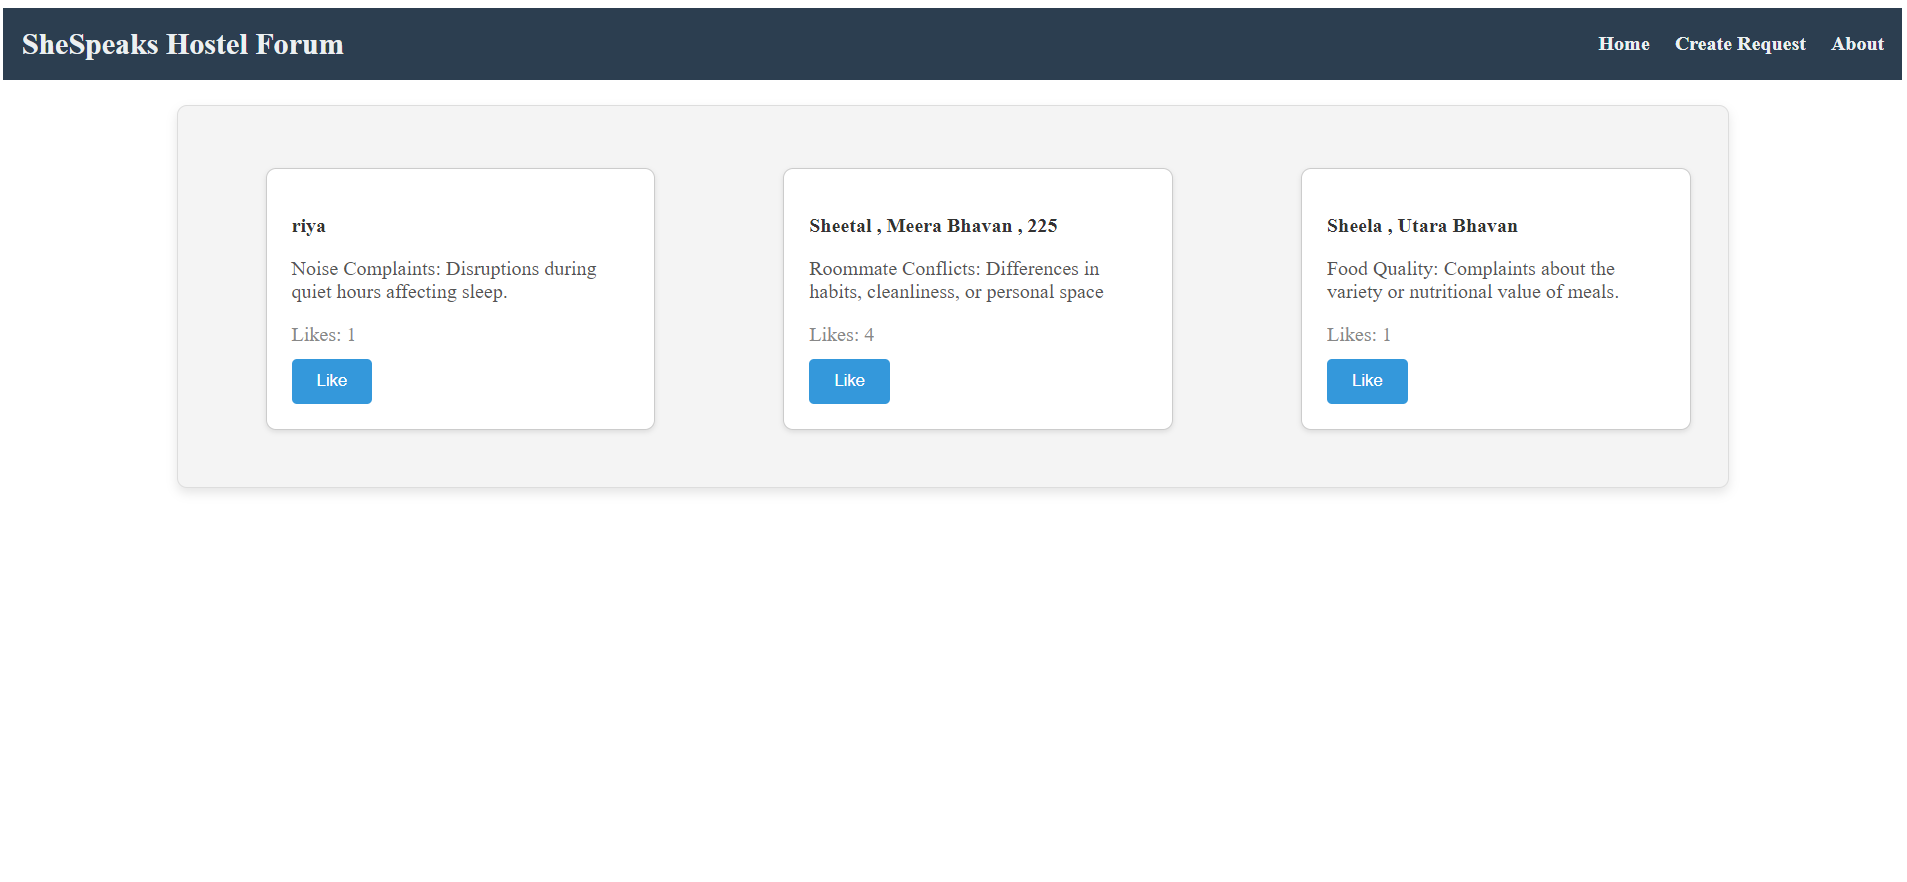 SheSpeaks Hostel Forum
Home
Create Request
About
riya
Noise Complaints: Disruptions during
quiet hours affecting sleep.
Likes: 1
Like
Sheetal , Meera Bhavan , 225
Roommate Conflicts: Differences in
habits, cleanliness, or personal space
Likes: 4
Like
Sheela , Utara Bhavan
Food Quality: Complaints about the
variety or nutritional value of meals.
Likes: 1
Like